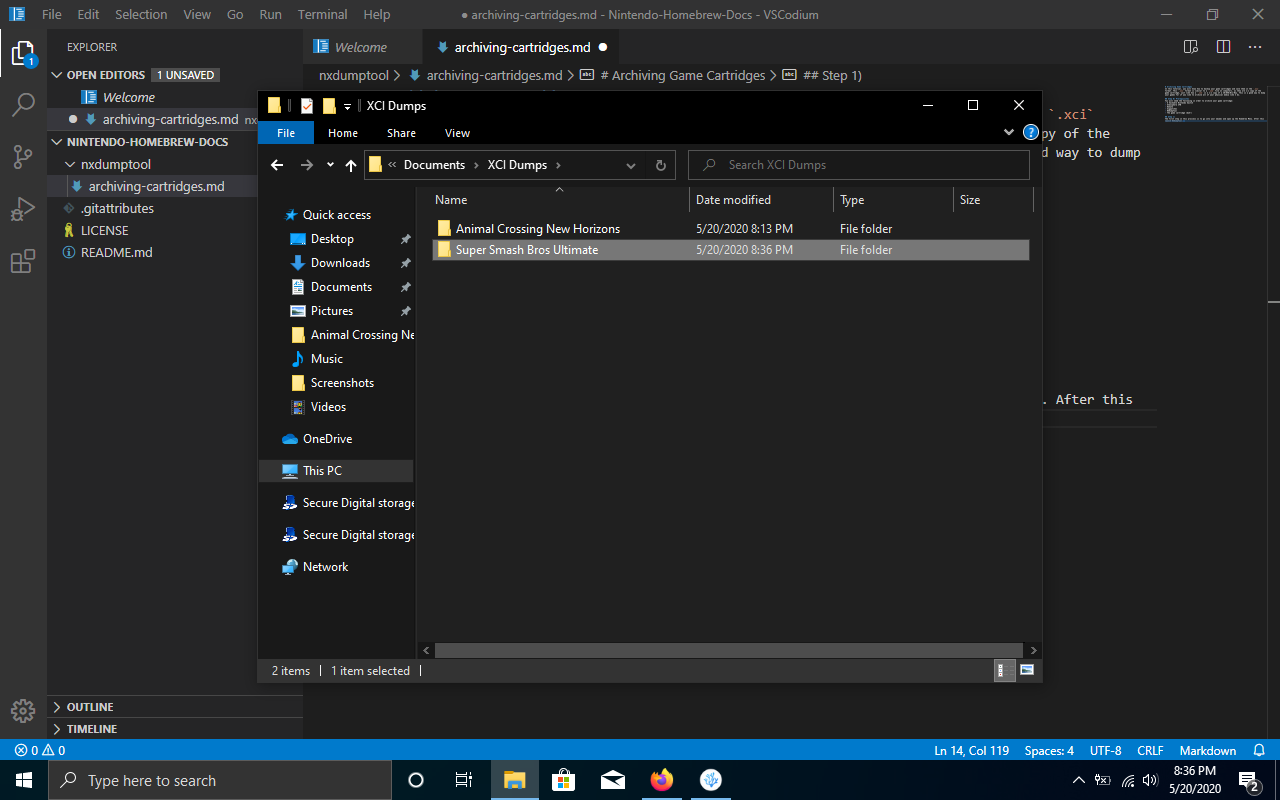 File Edit Selection View Go Run Terminal Help ● archiving-cartridges.md - Nintendo-Homebrew-Docs - VSCodium
EXPLORER
OPEN EDITORS 1 UNSAVED
Welcome
archiving-cartridges.md nx
NINTENDO-HOMEBREW-DOCS
nxdumptool
archiving-cartridges.md
.gitattributes
LICENSE
README.md
OUTLINE
TIMELINE
1
Welcome archiving-cartridges.md
nxdumptool > archiving-cartridges.md > # Archiving Game Cartridges > ## Step 1)
`.xci`
py of the
d way to dump
. After this
XCI Dumps
File Home Share View
« Documents > XCI Dumps > Search XCI Dumps
Quick access
Desktop
Downloads
Documents
Pictures
Animal Crossing Ne
Music
Screenshots
Videos
OneDrive
This PC
Secure Digital storage
Secure Digital storage
Network
Name Date modified Type Size
Animal Crossing New Horizons 5/20/2020 8:13 PM File folder
Super Smash Bros Ultimate 5/20/2020 8:36 PM File folder
2 items 1 item selected
0 0 Ln 14, Col 119 Spaces: 4 UTF-8 CRLF Markdown
Type here to search
8:36 PM
5/20/2020
2